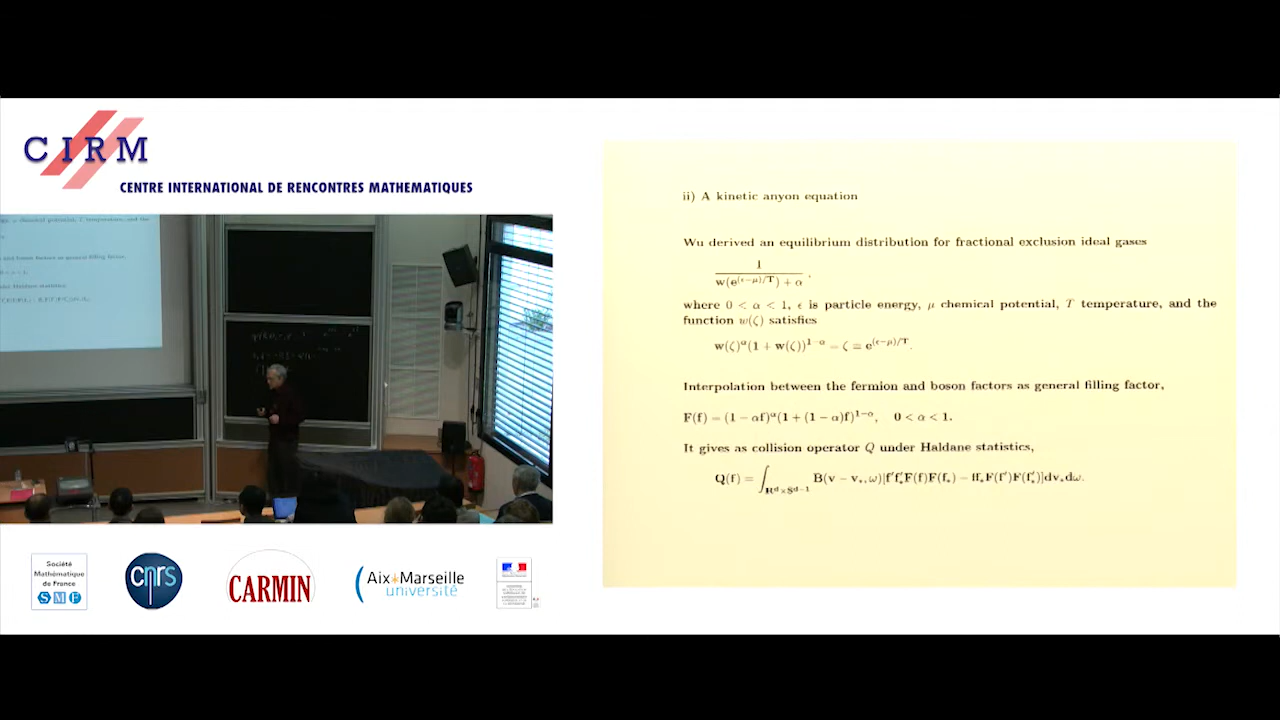 CIRM
CENTRE INTERNATIONAL DE RENCONTRES MATHEMATIQUES
ii) A kinetic anyon equation
Wu derived an equilibrium distribution for fractional exclusion ideal gases
1 / w(e^{(ϵ−μ)/T}) + α ,
where 0 < α < 1, ϵ is particle energy, μ chemical potential, T temperature, and the
function w(ζ) satisfies
w(ζ)^α(1 + w(ζ))^{1−α} = ζ ≡ e^{(ϵ−μ)/T}.
Interpolation between the fermion and boson factors as general filling factor,
F(f) = (1 − αf)^α(1 + (1 − α)f)^{1−α}, 0 < α < 1.
It gives as collision operator Q under Haldane statistics,
Q(f) = ∫_{R^d×S^{d−1}} B(v − v_*, ω)[f′f′_*F(f)F(f_*) − ff_*F(f′)F(f′_*)]dv_*dω.
Société
Mathématique
de France
SMF
cnrs
CARMIN
Aix*Marseille
université